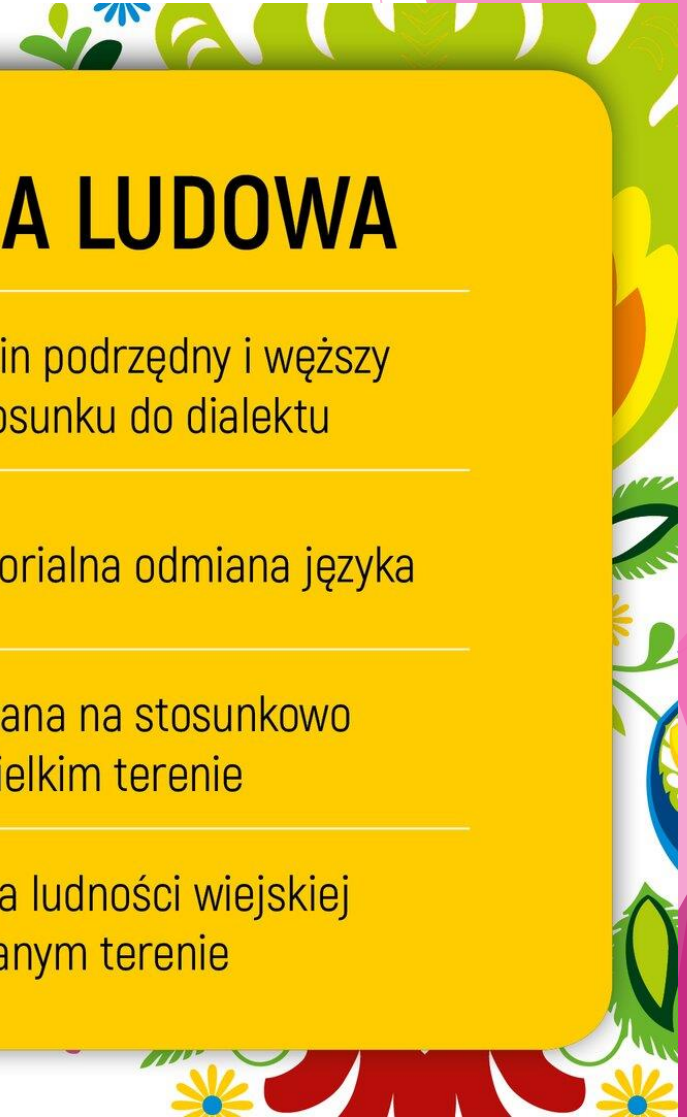 A LUDOWA
in podrzędny i węższy
osunku do dialektu
orialna odmiana języka
ana na stosunkowo
ielkim terenie
a ludności wiejskiej
anym terenie